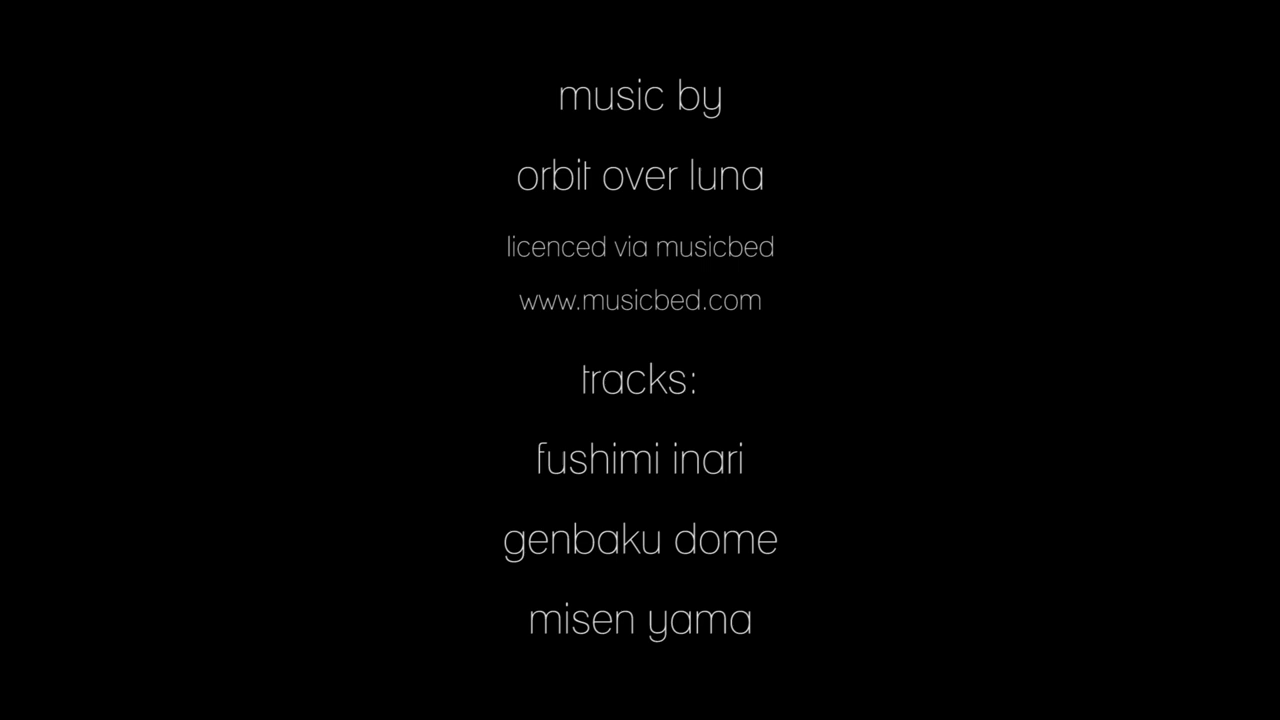 music by
orbit over luna
licenced via musicbed
www.musicbed.com
tracks:
fushimi inari
genbaku dome
misen yama